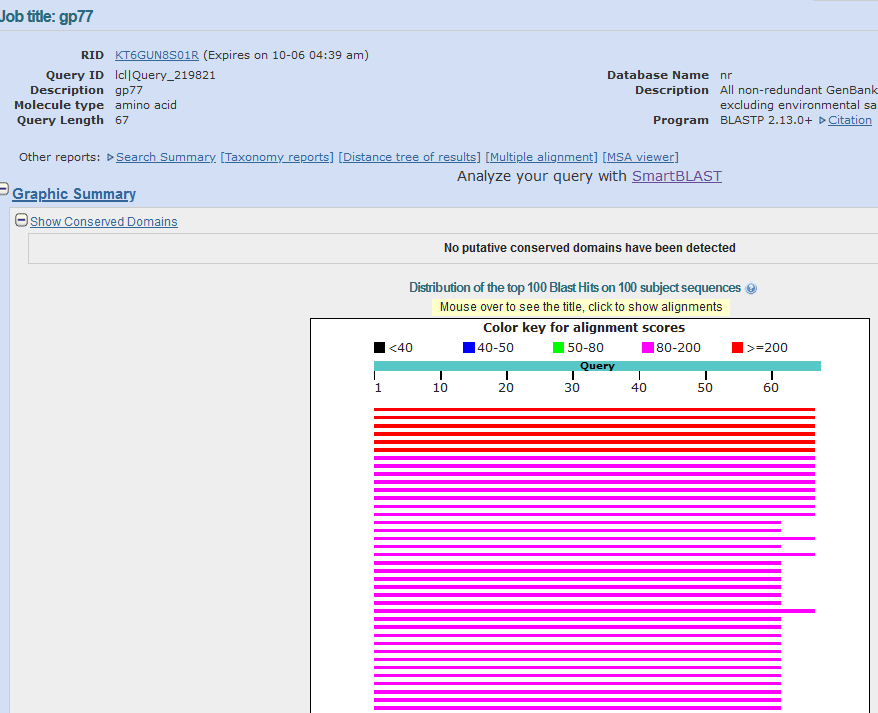 Job title: gp77
RID KT6GUN8S01R (Expires on 10-06 04:39 am)
Query ID lcl|Query_219821
Description gp77
Molecule type amino acid
Query Length 67
Database Name nr
Description All non-redundant GenBank
excluding environmental sa
Program BLASTP 2.13.0+ Citation
Other reports: Search Summary [Taxonomy reports] [Distance tree of results] [Multiple alignment] [MSA viewer]
Analyze your query with SmartBLAST
Graphic Summary
Show Conserved Domains
No putative conserved domains have been detected
Distribution of the top 100 Blast Hits on 100 subject sequences ?
Mouse over to see the title, click to show alignments
Color key for alignment scores
<40 40-50 50-80 80-200 >=200
Query
1 10 20 30 40 50 60